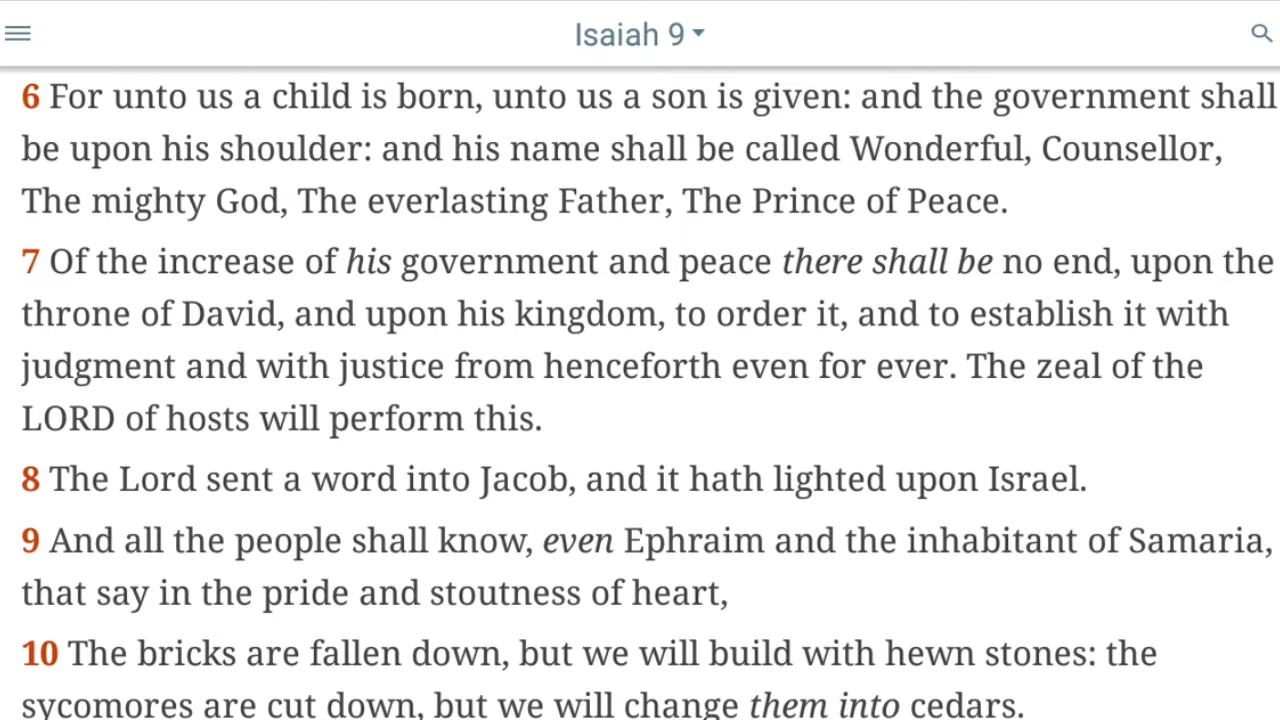 Isaiah 9
6 For unto us a child is born, unto us a son is given: and the government shall
be upon his shoulder: and his name shall be called Wonderful, Counsellor,
The mighty God, The everlasting Father, The Prince of Peace.
7 Of the increase of his government and peace there shall be no end, upon the
throne of David, and upon his kingdom, to order it, and to establish it with
judgment and with justice from henceforth even for ever. The zeal of the
LORD of hosts will perform this.
8 The Lord sent a word into Jacob, and it hath lighted upon Israel.
9 And all the people shall know, even Ephraim and the inhabitant of Samaria,
that say in the pride and stoutness of heart,
10 The bricks are fallen down, but we will build with hewn stones: the
sycomores are cut down, but we will change them into cedars.